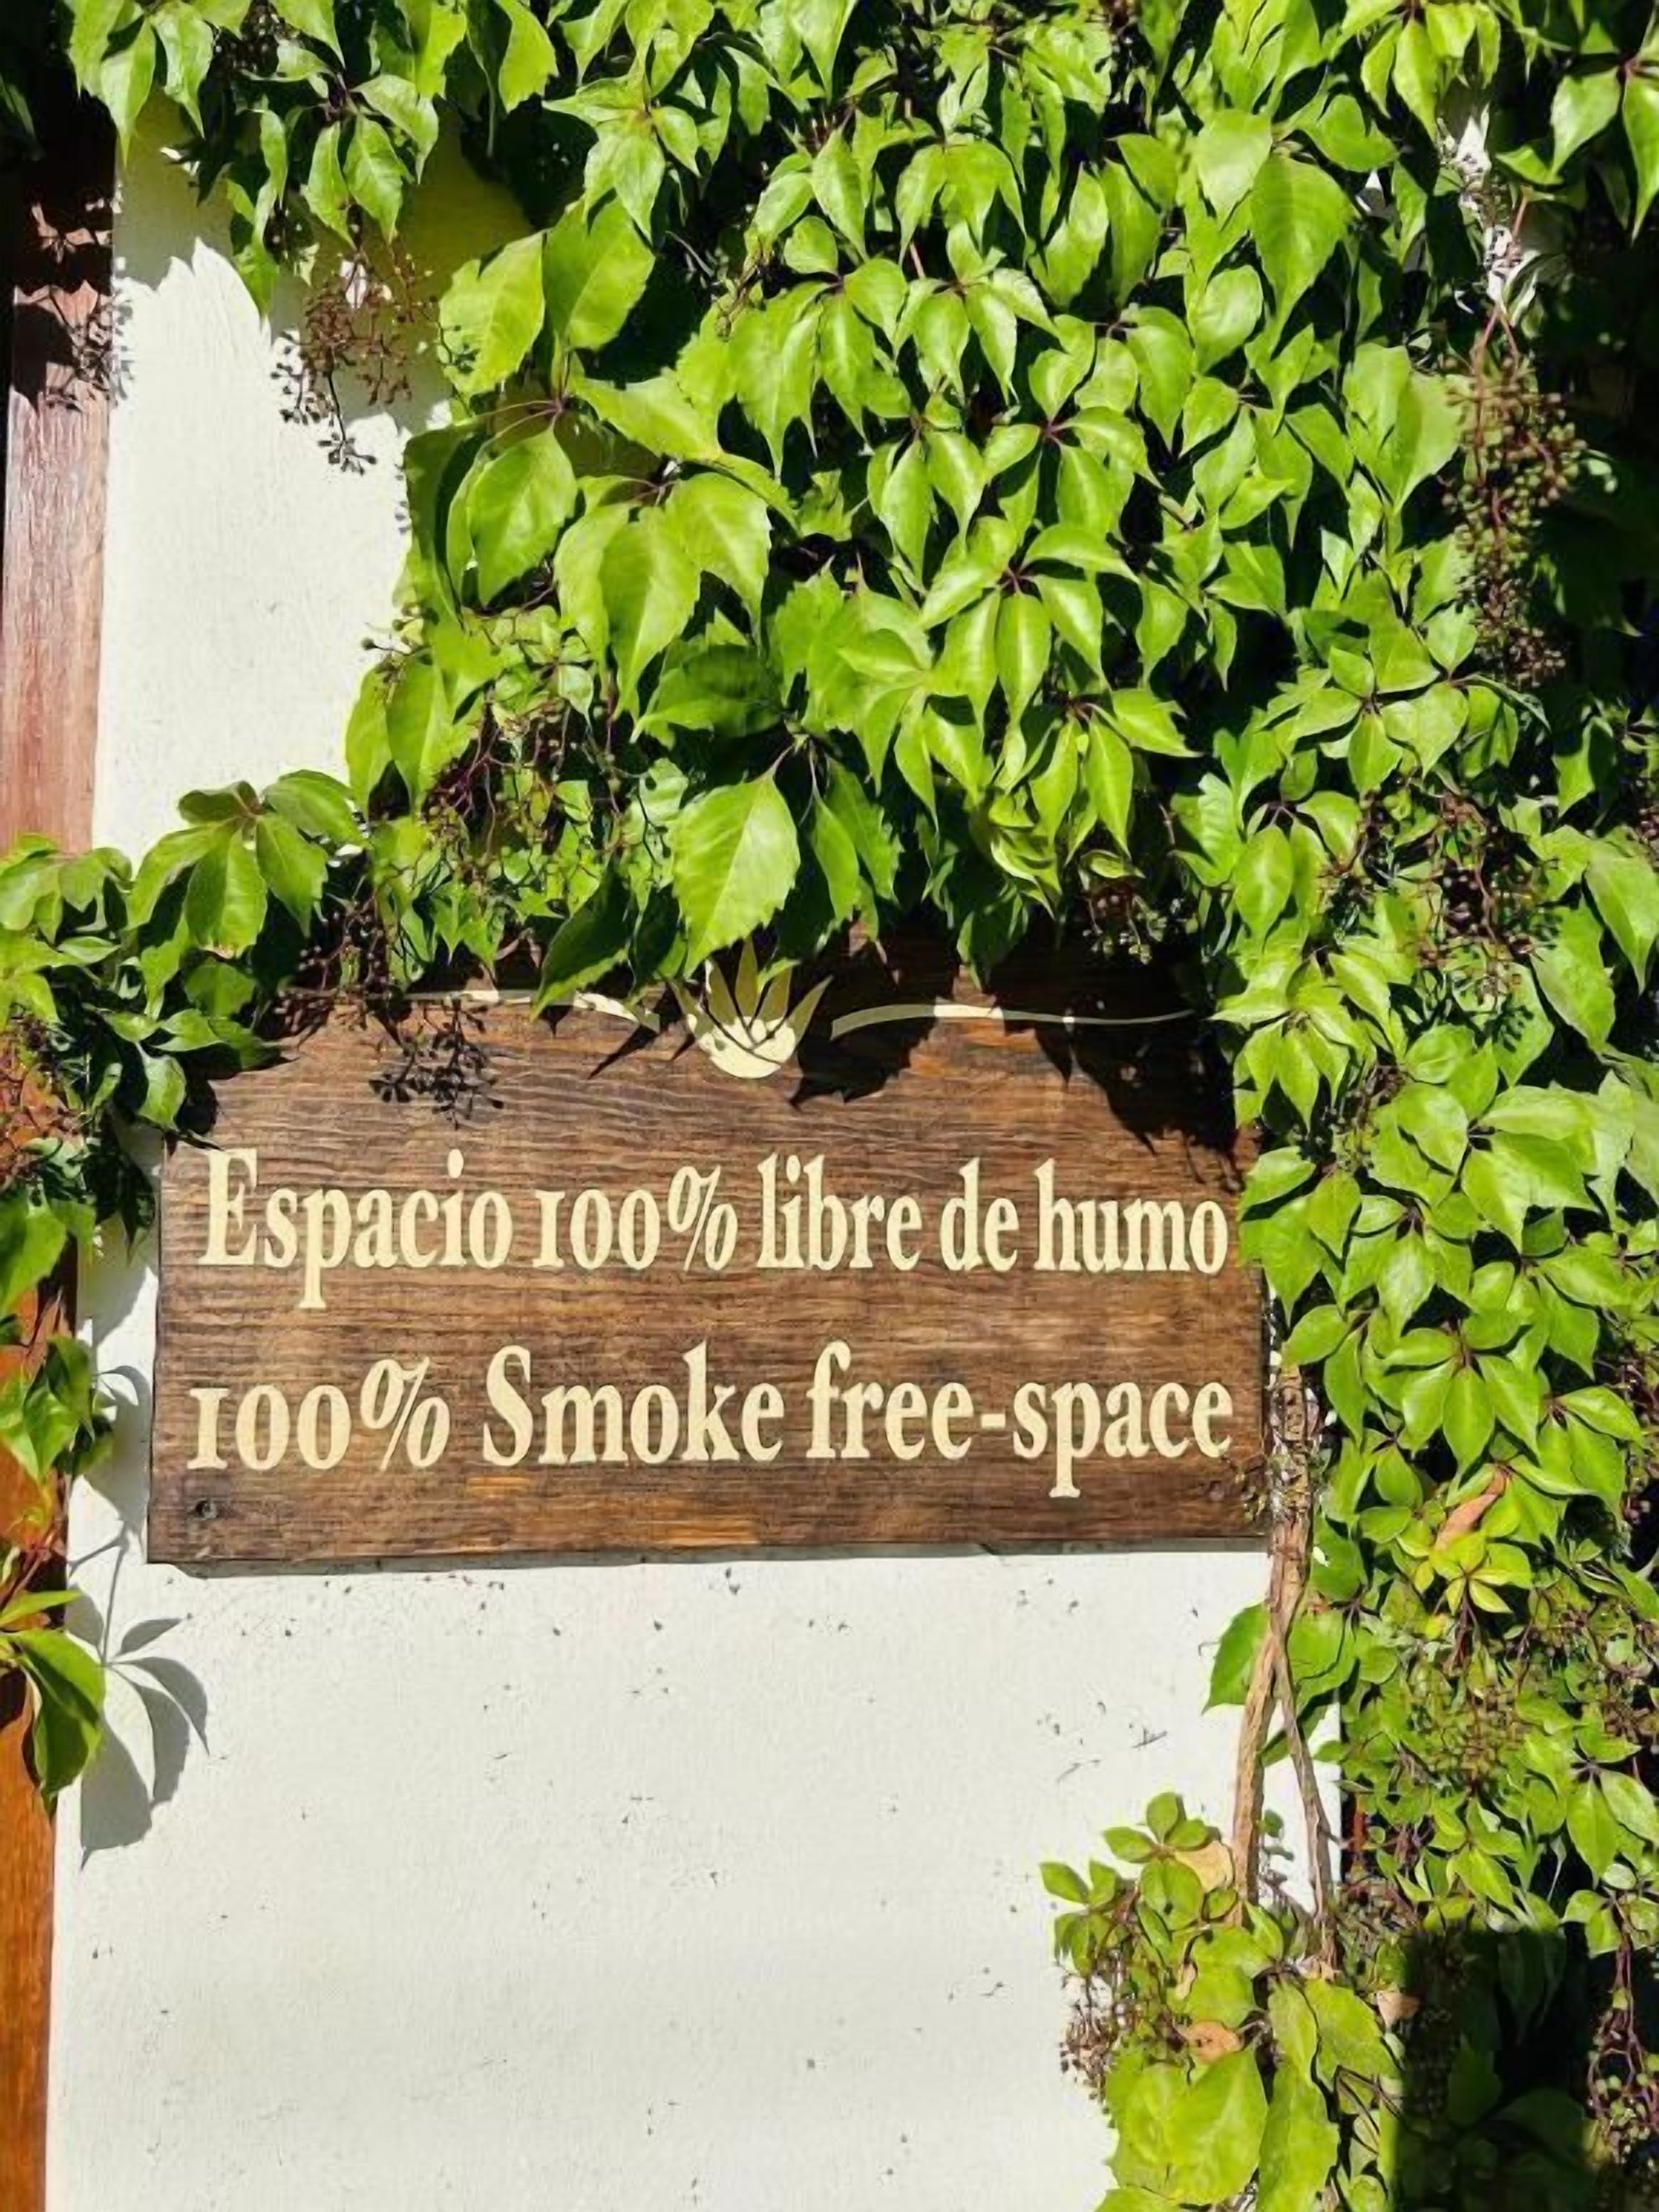 Espacio 100% libre de humo
100% Smoke free-space